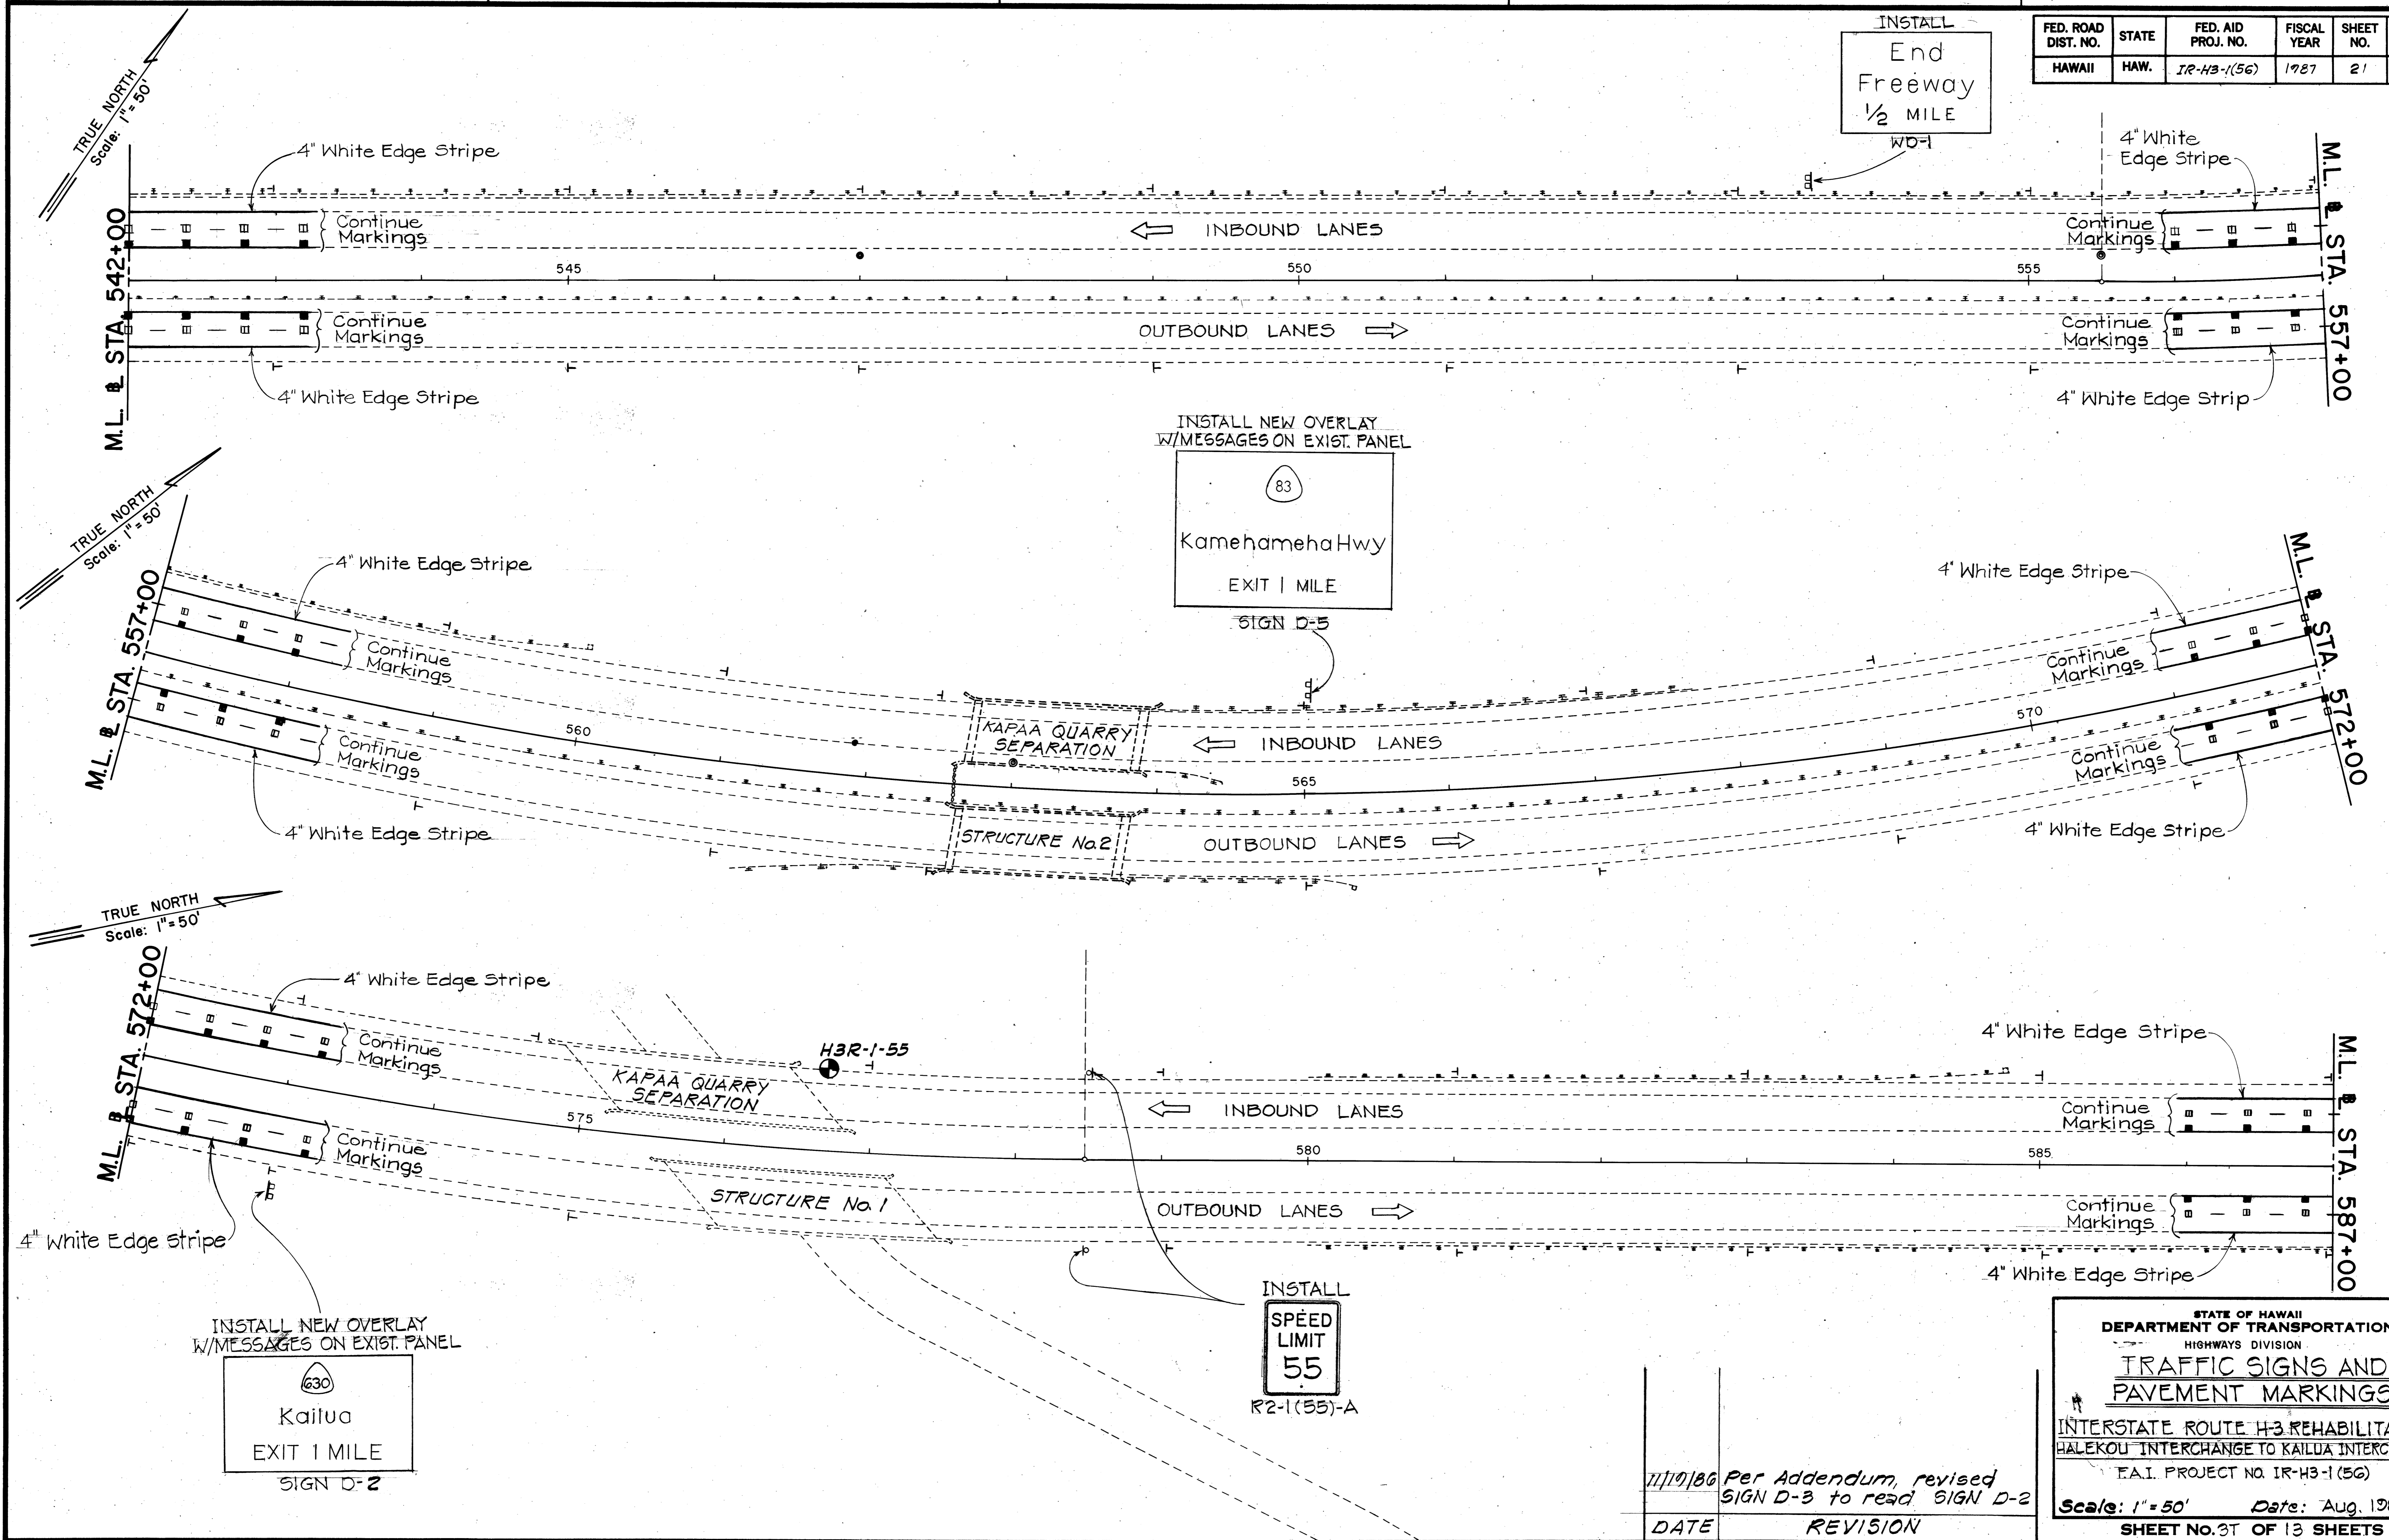 FED. ROAD DIST. NO. STATE FED. AID PROJ. NO. FISCAL YEAR SHEET NO.
HAWAII HAW. IR-H3-1(56) 1987 21
TRUE NORTH
Scale: 1" = 50'
INSTALL
End
Freeway
1/2 MILE
WD-1
4" White Edge Stripe
4" White
Edge Stripe
M.L. B STA. 542+00
M.L. B STA. 557+00
Continue
Markings
INBOUND LANES
Continue
Markings
545
550
555
Continue
Markings
OUTBOUND LANES
Continue
Markings
4" White Edge Stripe
4" White Edge Strip
INSTALL NEW OVERLAY
W/MESSAGES ON EXIST. PANEL
83
Kamehameha Hwy
EXIT 1 MILE
SIGN D-5
TRUE NORTH
Scale: 1" = 50'
4" White Edge Stripe
4" White Edge Stripe
M.L. B STA. 557+00
M.L. B STA. 572+00
Continue
Markings
Continue
Markings
KAPAA QUARRY
SEPARATION
INBOUND LANES
560
565
570
Continue
Markings
Continue
Markings
4" White Edge Stripe
STRUCTURE No. 2
OUTBOUND LANES
4" White Edge Stripe
TRUE NORTH
Scale: 1" = 50'
4" White Edge Stripe
4" White Edge Stripe
M.L. B STA. 572+00
M.L. B STA. 587+00
Continue
Markings
H3R-1-55
KAPAA QUARRY
SEPARATION
INBOUND LANES
Continue
Markings
575
580
585
Continue
Markings
STRUCTURE No. 1
OUTBOUND LANES
Continue
Markings
4" White Edge Stripe
4" White Edge Stripe
INSTALL NEW OVERLAY
W/MESSAGES ON EXIST. PANEL
630
Kailua
EXIT 1 MILE
SIGN D-2
INSTALL
SPEED
LIMIT
55
R2-1(55)-A
11/19/86 Per Addendum, revised
SIGN D-3 to read SIGN D-2
DATE REVISION
STATE OF HAWAII
DEPARTMENT OF TRANSPORTATION
HIGHWAYS DIVISION
TRAFFIC SIGNS AND
PAVEMENT MARKINGS
INTERSTATE ROUTE H-3 REHABILITA
HALEKOU INTERCHANGE TO KAILUA INTERC
F.A.I. PROJECT NO. IR-H3-1(56)
Scale: 1" = 50' Date: Aug.
SHEET No. 3T OF 13 SHEETS